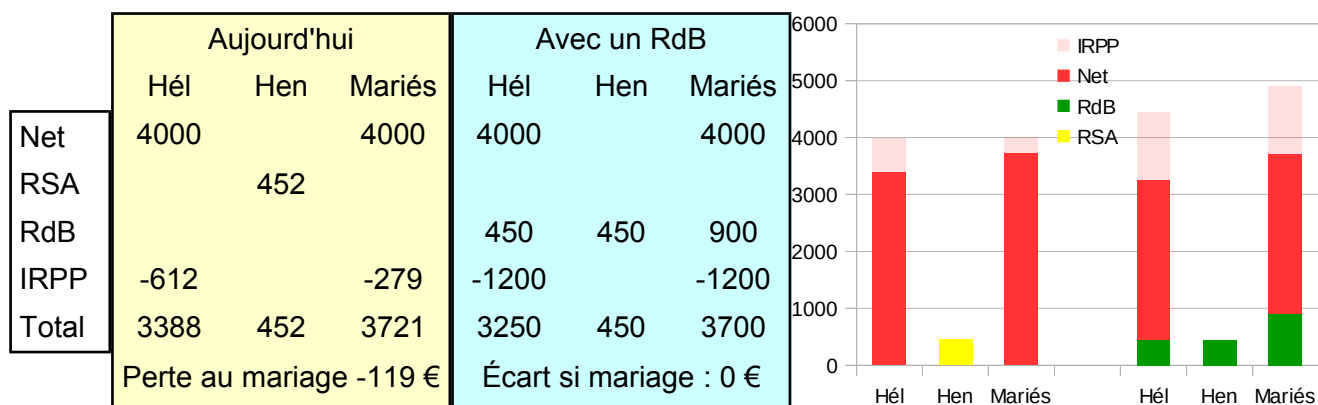 Aujourd'hui Avec un RdB
Hél Hen Mariés Hél Hen Mariés
Net 4000 4000 4000 4000
RSA 452
RdB 450 450 900
IRPP -612 -279 -1200 -1200
Total 3388 452 3721 3250 450 3700
Perte au mariage -119 € Écart si mariage : 0 €
6000
5000
4000
3000
2000
1000
0
IRPP
Net
RdB
RSA
Hél Hen Mariés Hél Hen Mariés